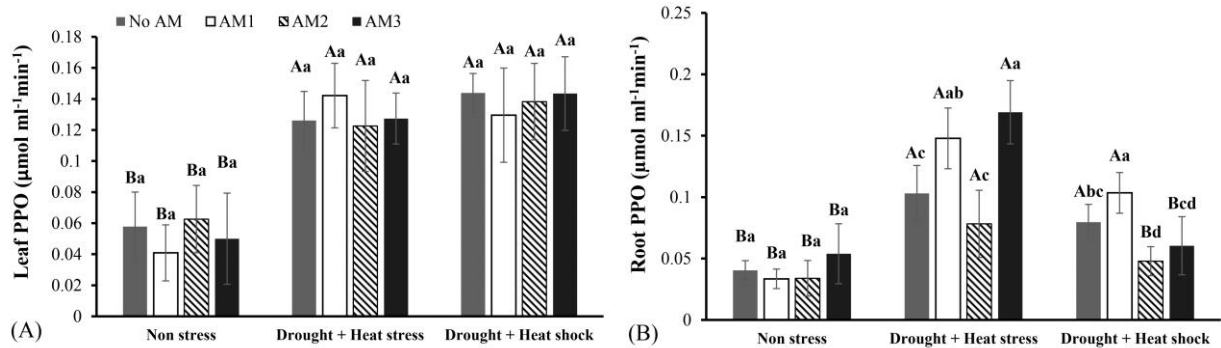 No AM AM1 AM2 AM3
Leaf PPO (µmol ml⁻¹min⁻¹)
0.18
0.16
0.14
0.12
0.1
0.08
0.06
0.04
0.02
0
Ba Ba Ba Ba
Aa Aa Aa Aa
Aa Aa Aa Aa
Non stress Drought + Heat stress Drought + Heat shock
(A)
Root PPO (µmol ml⁻¹min⁻¹)
0.25
0.2
0.15
0.1
0.05
0
Ba Ba Ba Ba
Ac Aab Ac Aa
Abc Aa Bd Bcd
Non stress Drought + Heat stress Drought + Heat shock
(B)